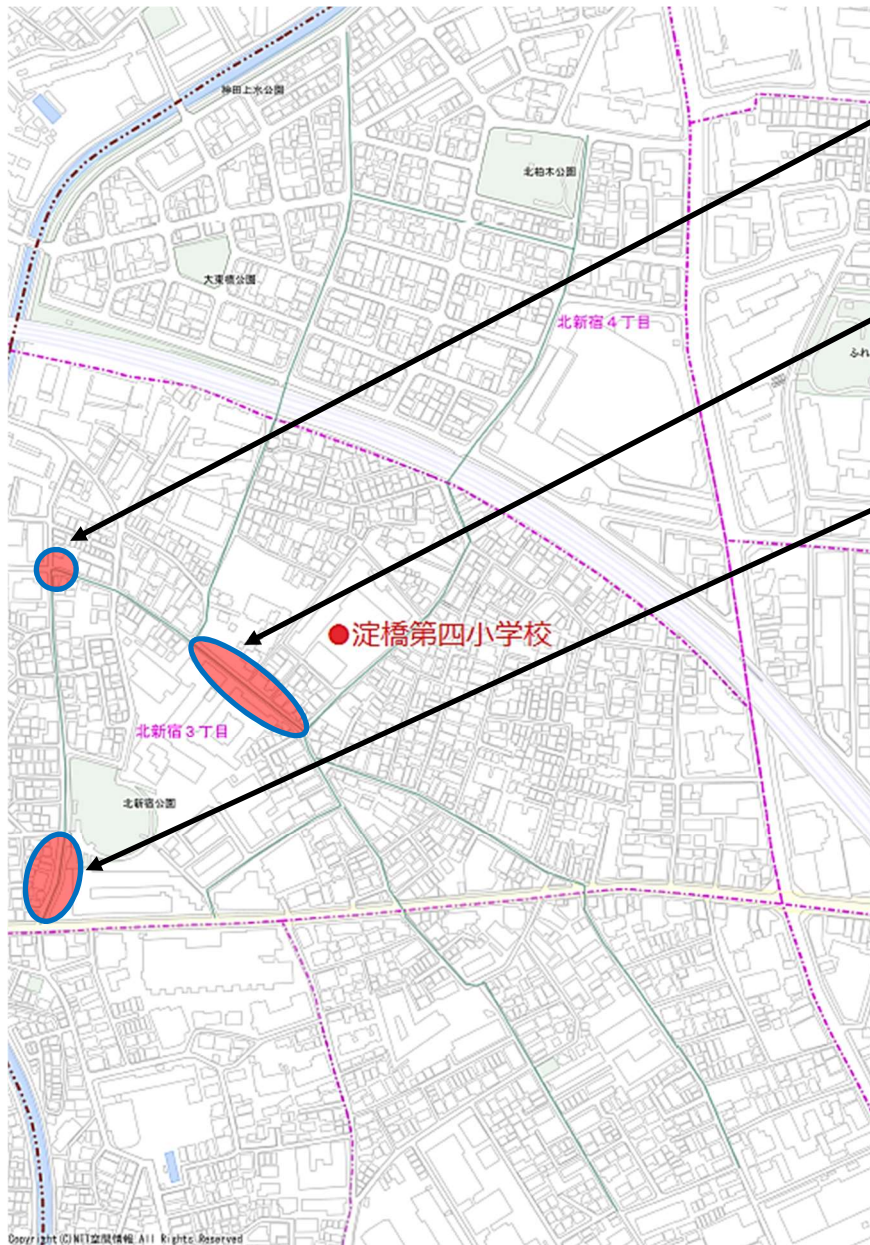 神田上水公園
北柏木公園
大東橋公園
北新宿4丁目
ふれ
淀橋第四小学校
北新宿3丁目
北新宿公園
Copyright (C)NTT空間情報 All Rights Reserved